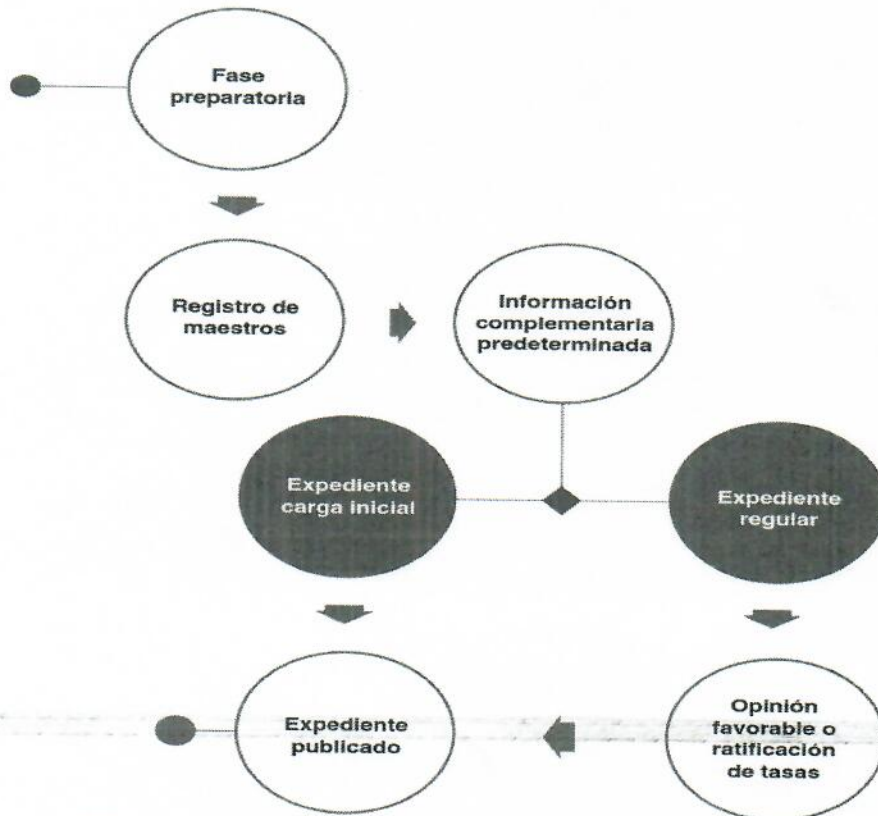 Fase
preparatoria
Registro de
maestros
Información
complementaria
predeterminada
Expediente
carga inicial
Expediente
regular
Expediente
publicado
Opinión
favorable o
ratificación
de tasas